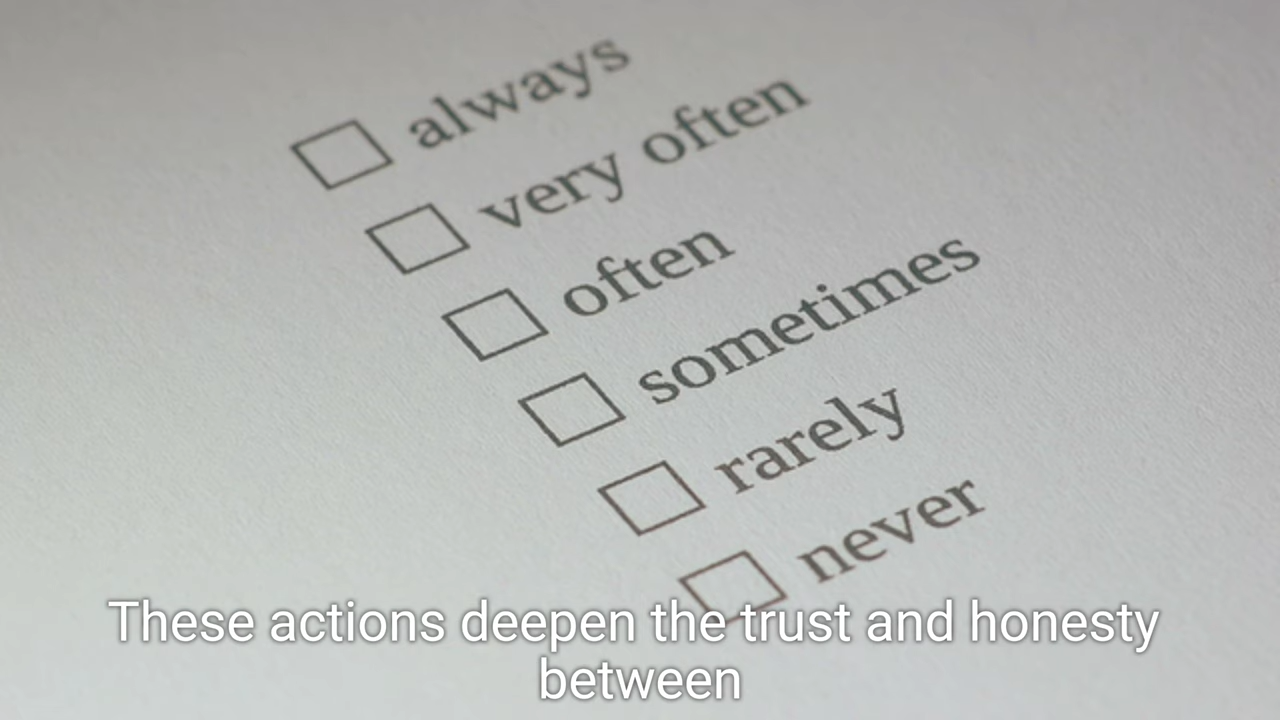 always
very often
often
sometimes
rarely
never
These actions deepen the trust and honesty
between